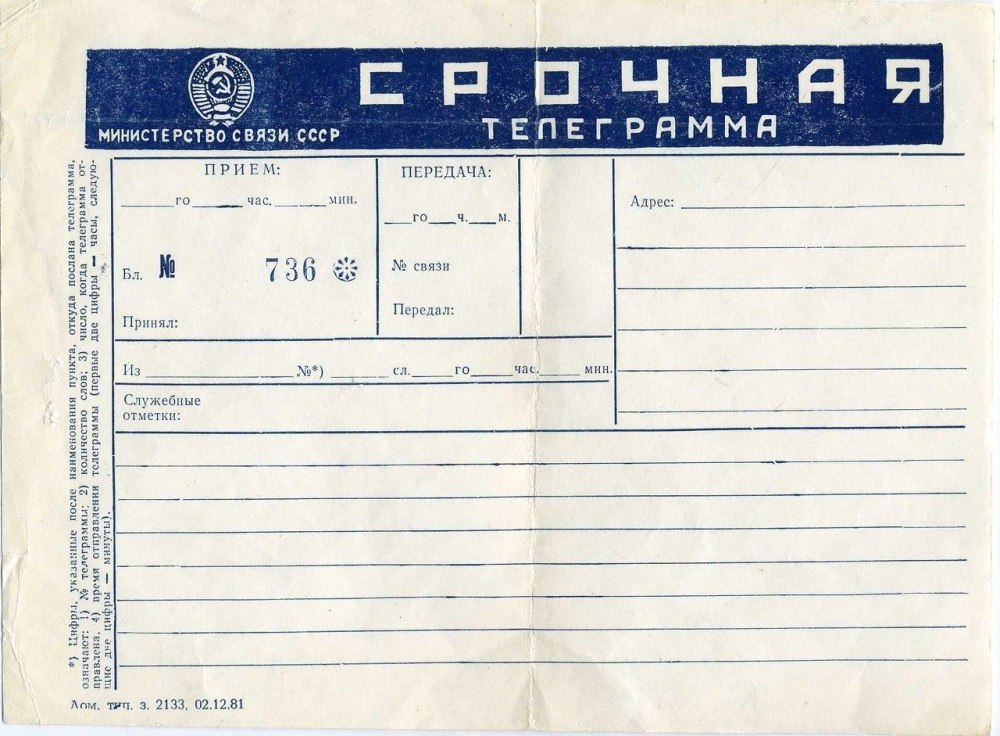 СРОЧНАЯ
ТЕЛЕГРАММА
МИНИСТЕРСТВО СВЯЗИ СССР
ПРИЕМ:
го час. мин.
Бл. № 736
Принял:
ПЕРЕДАЧА:
го ч. м.
№ связи
Передал:
Адрес:
Из №*) сл. го час. мин.
Служебные
отметки:
*) Цифры, указанные после наименования пункта, откуда послана телеграмма,
означают: 1) № телеграммы; 2) количество слов; 3) число, когда телеграмма от-
правлена, 4) время отправления телеграммы (первые две цифры — часы, следую-
щие две цифры — минуты).
Дом. тип. з. 2133, 02.12.81